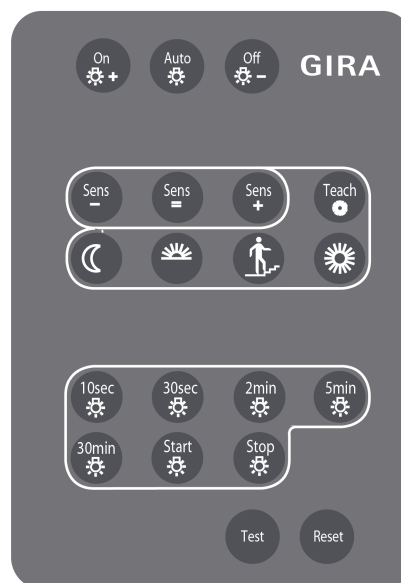 On Auto Off GIRA
+ -
Sens Sens Sens Teach
- = +
10sec 30sec 2min 5min
30min Start Stop
Test Reset